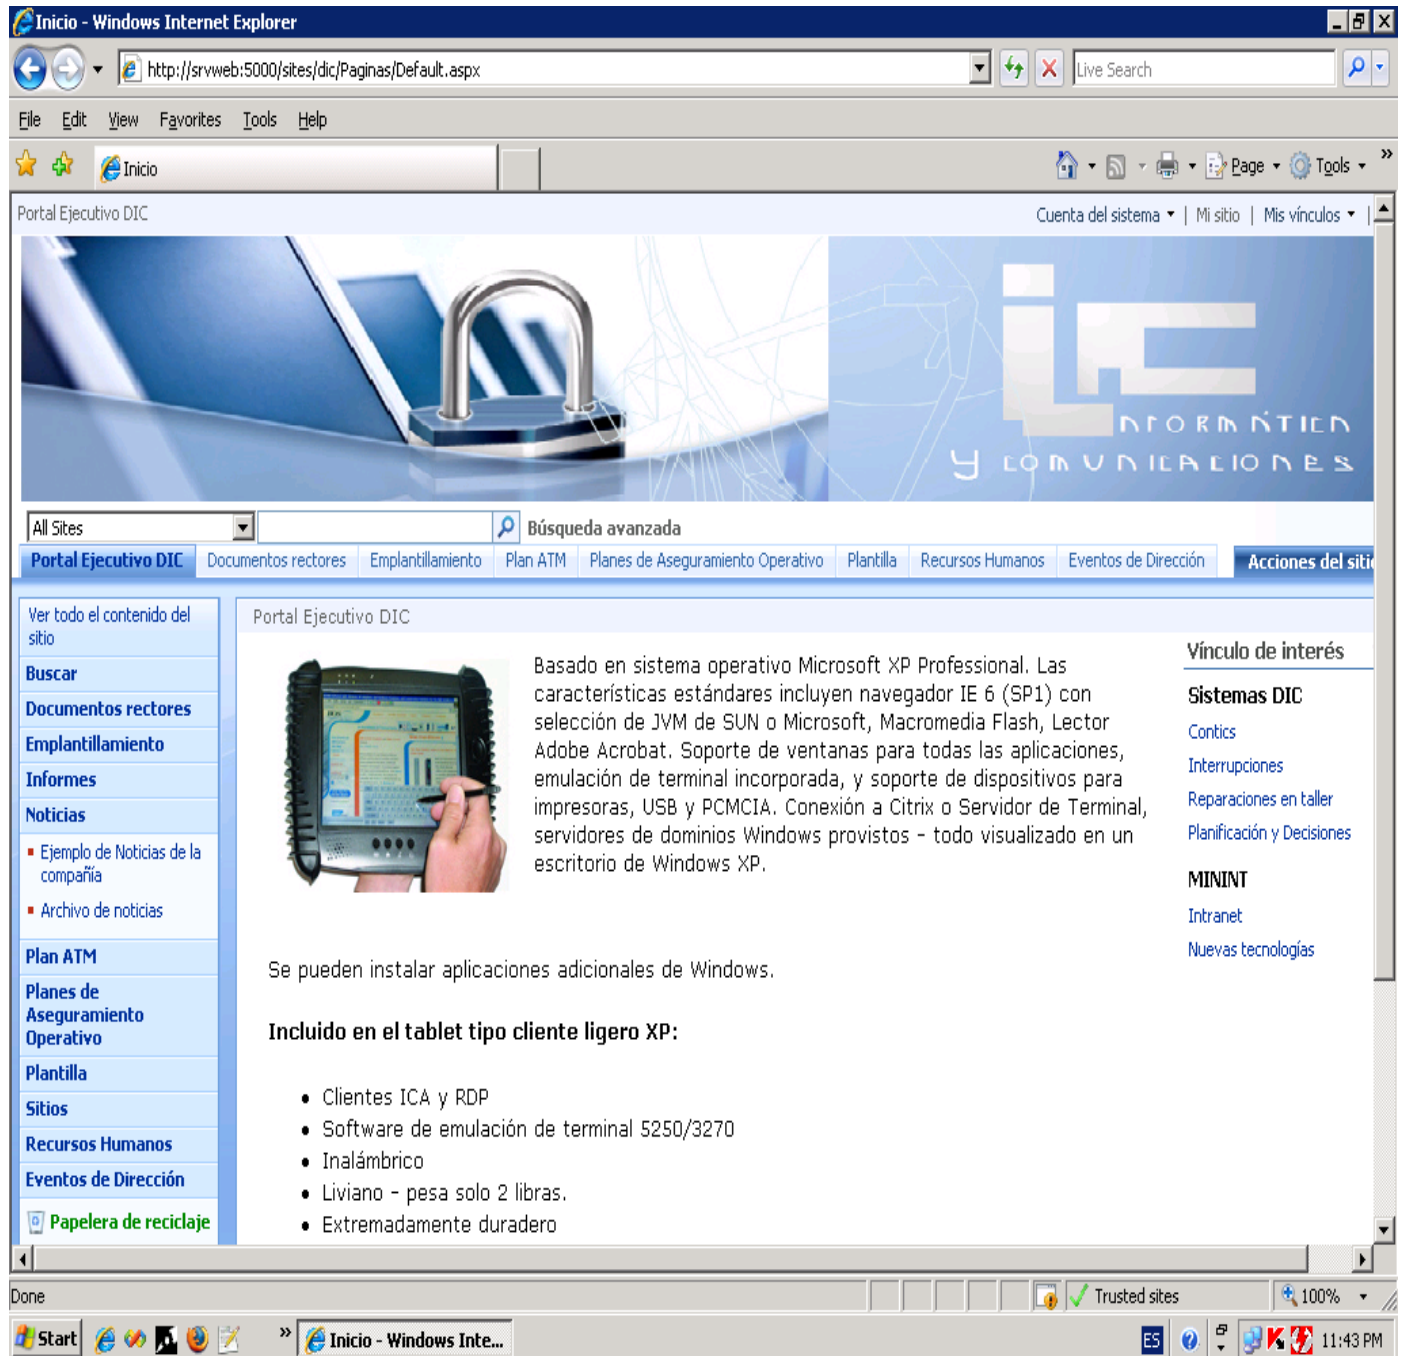 Inicio - Windows Internet Explorer
http://srvweb:5000/sites/dic/Paginas/Default.aspx
Live Search
File Edit View Favorites Tools Help
Inicio
Page Tools
Portal Ejecutivo DIC
Cuenta del sistema | Mi sitio | Mis vínculos |
ic
nformática
y comunicaciones
All Sites
Búsqueda avanzada
Portal Ejecutivo DIC Documentos rectores Emplantillamiento Plan ATM Planes de Aseguramiento Operativo Plantilla Recursos Humanos Eventos de Dirección Acciones del sitio
Ver todo el contenido del
sitio
Buscar
Documentos rectores
Emplantillamiento
Informes
Noticias
Ejemplo de Noticias de la
compañía
Archivo de noticias
Plan ATM
Planes de
Aseguramiento
Operativo
Plantilla
Sitios
Recursos Humanos
Eventos de Dirección
Papelera de reciclaje
Portal Ejecutivo DIC
Basado en sistema operativo Microsoft XP Professional. Las
características estándares incluyen navegador IE 6 (SP1) con
selección de JVM de SUN o Microsoft, Macromedia Flash, Lector
Adobe Acrobat. Soporte de ventanas para todas las aplicaciones,
emulación de terminal incorporada, y soporte de dispositivos para
impresoras, USB y PCMCIA. Conexión a Citrix o Servidor de Terminal,
servidores de dominios Windows provistos - todo visualizado en un
escritorio de Windows XP.
Se pueden instalar aplicaciones adicionales de Windows.
Incluido en el tablet tipo cliente ligero XP:
• Clientes ICA y RDP
• Software de emulación de terminal 5250/3270
• Inalámbrico
• Liviano - pesa solo 2 libras.
• Extremadamente duradero
Vínculo de interés
Sistemas DIC
Contics
Interrupciones
Reparaciones en taller
Planificación y Decisiones
MININT
Intranet
Nuevas tecnologías
Done
Trusted sites
100%
Start
Inicio - Windows Inte...
ES
11:43 PM